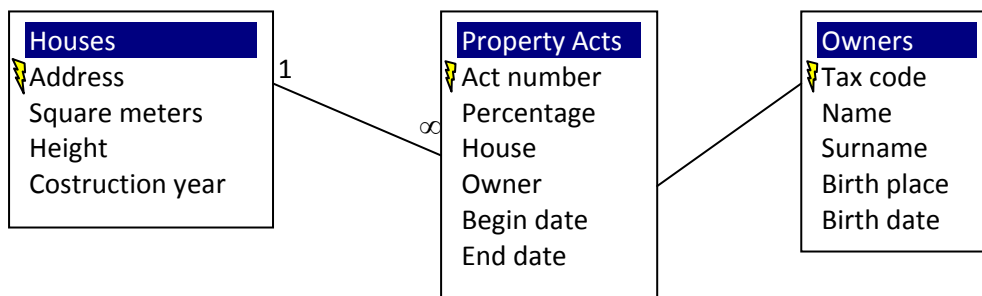 Houses
Address
Square meters
Height
Costruction year
1
∞
Property Acts
Act number
Percentage
House
Owner
Begin date
End date
Owners
Tax code
Name
Surname
Birth place
Birth date